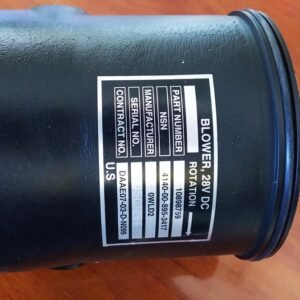 BLOWER, 28V DC
ROTATION
PART NUMBER 10898759
NSN 4140-00-895-3417
MANUFACTURER 0WLD2
SERIAL NO.
CONTRACT NO. DAAE07-03-D-N099
U.S